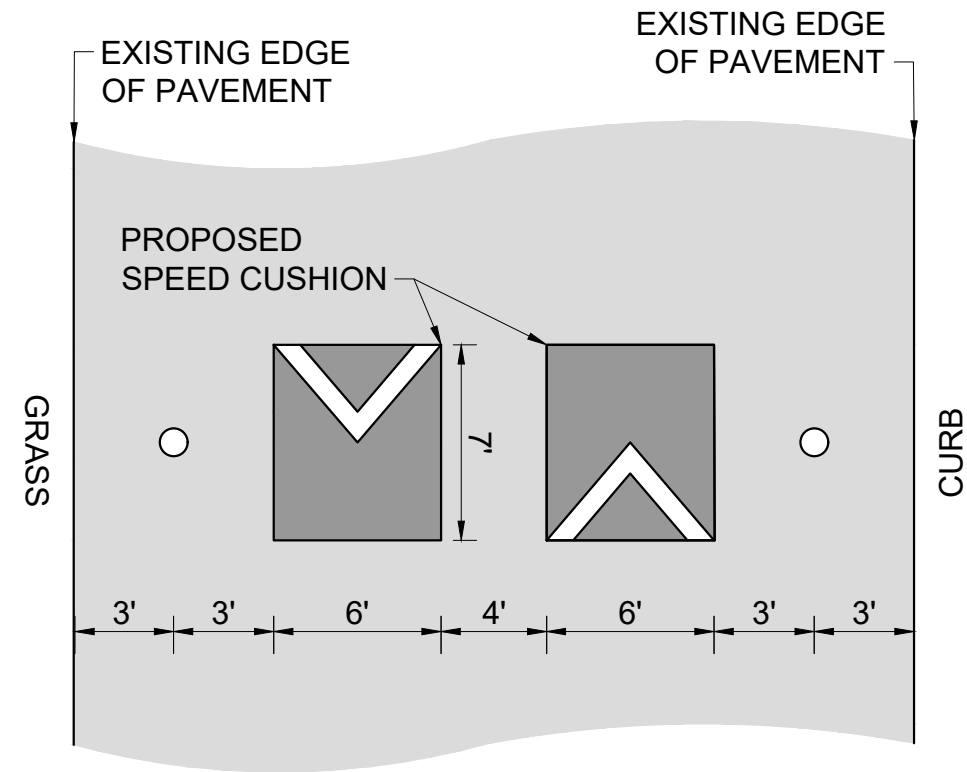 EXISTING EDGE
OF PAVEMENT
EXISTING EDGE
OF PAVEMENT
PROPOSED
SPEED CUSHION
GRASS
7'
CURB
3'
3'
6'
4'
6'
3'
3'